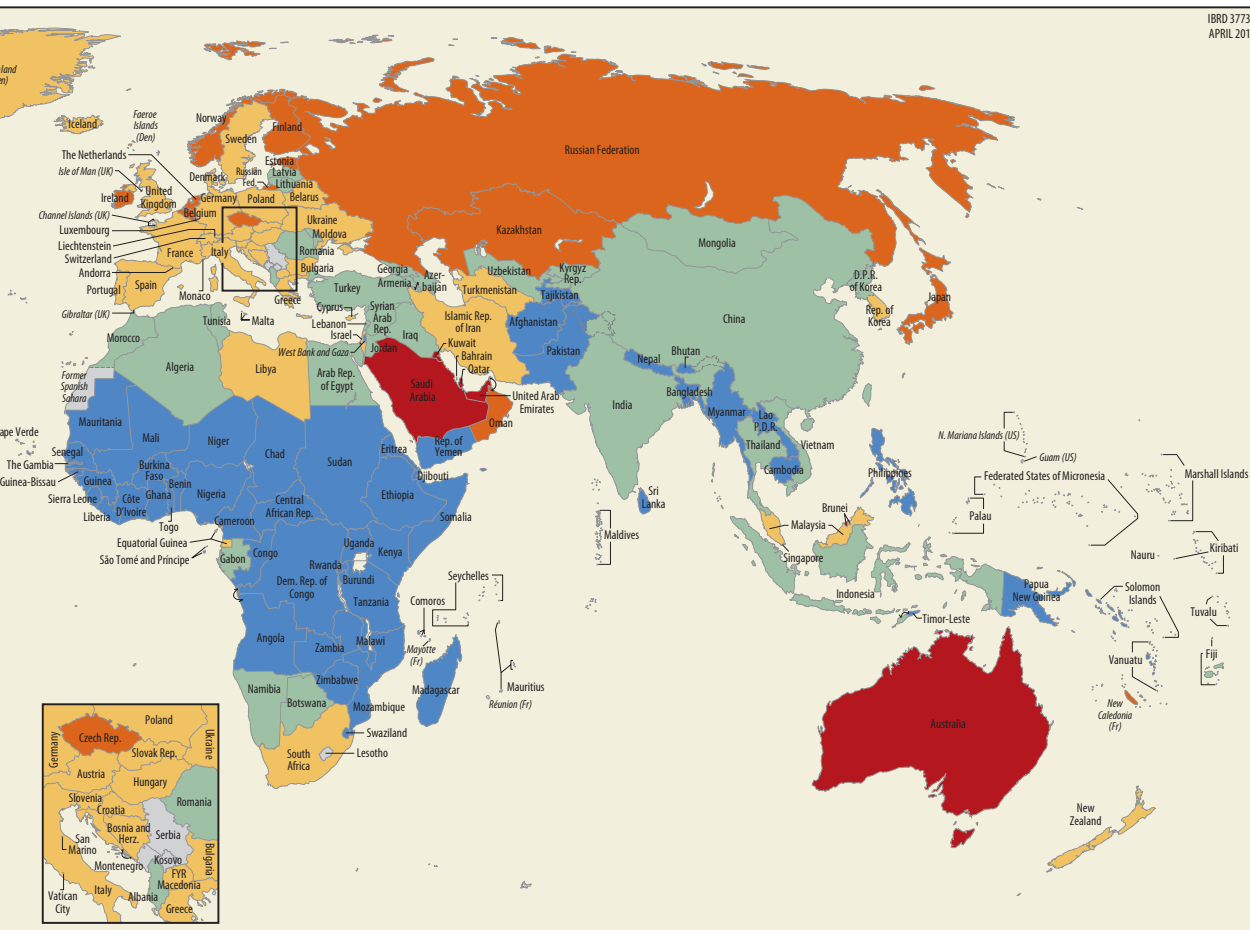 IBRD 3773
APRIL 201
land
en)
Iceland
Faeroe
Islands
(Den)
Norway
Sweden
Finland
Russian Federation
The Netherlands
Isle of Man (UK)
Ireland
United
Kingdom
Denmark
Russian
Fed.
Estonia
Latvia
Lithuania
Germany
Poland
Belarus
Channel Islands (UK)
Belgium
Luxembourg
Liechtenstein
Switzerland
Andorra
Portugal
Spain
France
Monaco
Italy
Ukraine
Moldova
Romania
Bulgaria
Greece
Gibraltar (UK)
Kazakhstan
Mongolia
Georgia
Armenia
Azer-
baijan
Uzbekistan
Kyrgyz
Rep.
Turkmenistan
Tajikistan
D.P.R.
of Korea
Rep. of
Korea
Japan
Turkey
Cyprus
Lebanon
Israel
West Bank and Gaza
Syrian
Arab
Rep.
Iraq
Jordan
Islamic Rep.
of Iran
Afghanistan
Pakistan
China
Malta
Tunisia
Morocco
Algeria
Libya
Arab Rep.
of Egypt
Kuwait
Bahrain
Qatar
Saudi
Arabia
United Arab
Emirates
Oman
Rep. of
Yemen
Nepal
Bhutan
Bangladesh
India
Myanmar
Lao
P.D.R.
Thailand
Vietnam
Cambodia
Philippines
Former
Spanish
Sahara
Mauritania
Mali
Niger
Chad
Sudan
Eritrea
Djibouti
ape Verde
Senegal
The Gambia
Guinea-Bissau
Guinea
Sierra Leone
Liberia
Côte
D'Ivoire
Burkina
Faso
Ghana
Benin
Togo
Nigeria
Central
African Rep.
Ethiopia
Somalia
Sri
Lanka
N. Mariana Islands (US)
Guam (US)
Federated States of Micronesia
Marshall Islands
Palau
Cameroon
Equatorial Guinea
São Tomé and Príncipe
Gabon
Congo
Uganda
Kenya
Rwanda
Burundi
Dem. Rep. of
Congo
Tanzania
Maldives
Brunei
Malaysia
Singapore
Indonesia
Nauru
Kiribati
Papua
New Guinea
Solomon
Islands
Tuvalu
Timor-Leste
Seychelles
Comoros
Mayotte
(Fr)
Angola
Zambia
Malawi
Zimbabwe
Mozambique
Madagascar
Mauritius
Réunion (Fr)
Vanuatu
Fiji
New
Caledonia
(Fr)
Namibia
Botswana
Swaziland
Lesotho
South
Africa
Australia
New
Zealand
Poland
Czech Rep.
Germany
Ukraine
Slovak Rep.
Austria
Hungary
Slovenia
Croatia
Romania
Bosnia and
Herz.
Serbia
San
Marino
Montenegro
Kosovo
Bulgaria
FYR
Macedonia
Italy
Albania
Vatican
City
Greece